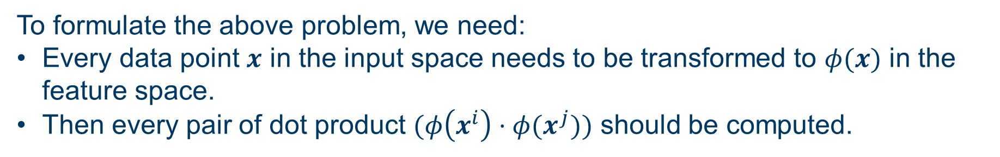 To formulate the above problem, we need:
• Every data point 𝒙 in the input space needs to be transformed to 𝜙(𝒙) in the
feature space.
• Then every pair of dot product (𝜙(𝒙ⁱ) · 𝜙(𝒙ʲ)) should be computed.